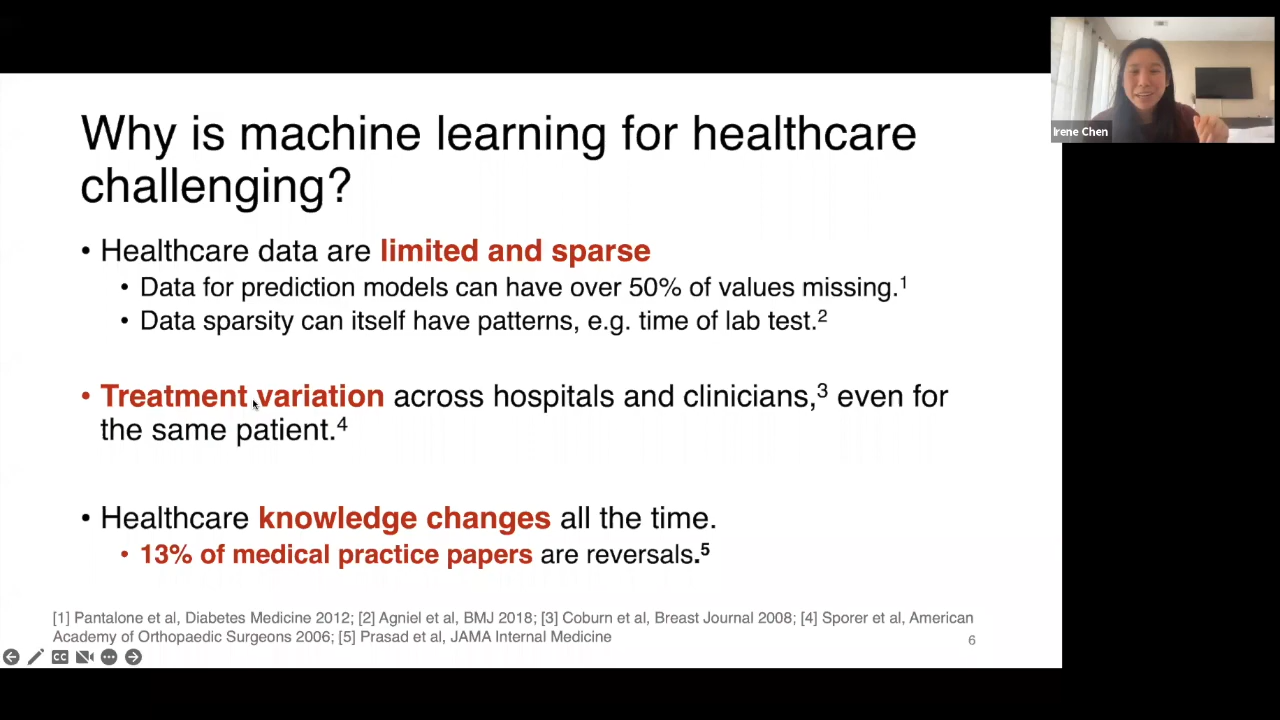 Why is machine learning for healthcare
challenging?
• Healthcare data are limited and sparse
• Data for prediction models can have over 50% of values missing.¹
• Data sparsity can itself have patterns, e.g. time of lab test.²
• Treatment variation across hospitals and clinicians,³ even for
the same patient.⁴
• Healthcare knowledge changes all the time.
• 13% of medical practice papers are reversals.⁵
[1] Pantalone et al, Diabetes Medicine 2012; [2] Agniel et al, BMJ 2018; [3] Coburn et al, Breast Journal 2008; [4] Sporer et al, American
Academy of Orthopaedic Surgeons 2006; [5] Prasad et al, JAMA Internal Medicine
6
CC
Irene Chen